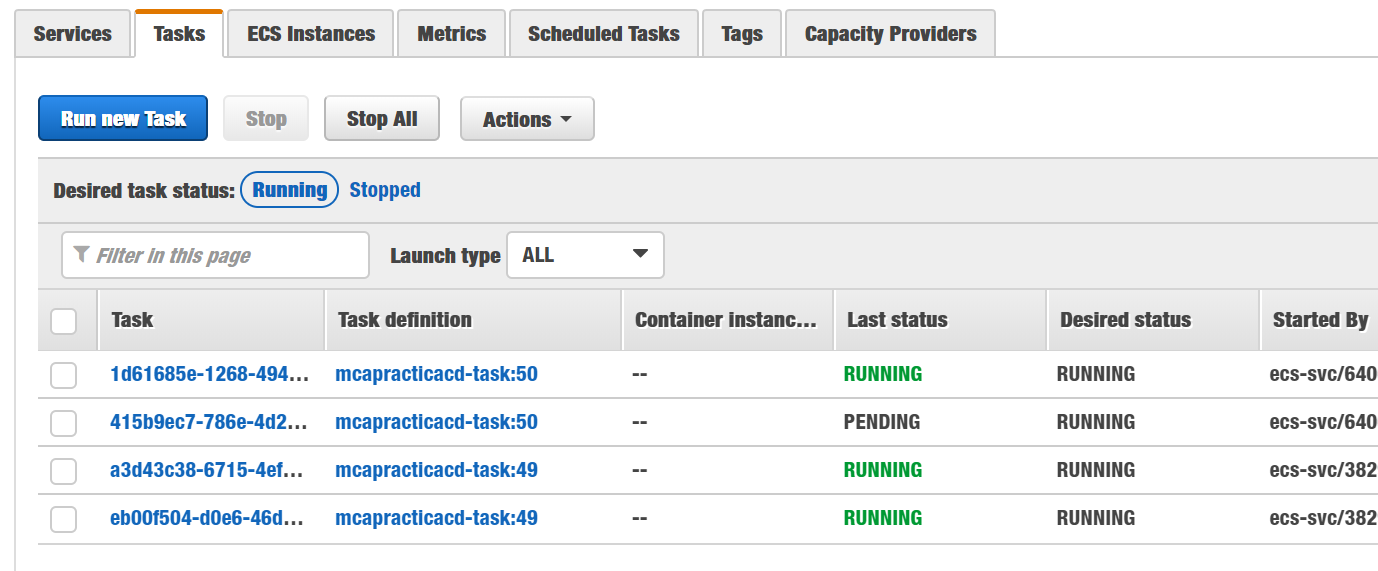 Services Tasks ECS Instances Metrics Scheduled Tasks Tags Capacity Providers
Run new Task Stop Stop All Actions
Desired task status: Running Stopped
Filter in this page Launch type ALL
Task Task definition Container instanc... Last status Desired status Started By
1d61685e-1268-494... mcapracticacd-task:50 -- RUNNING RUNNING ecs-svc/640
415b9ec7-786e-4d2... mcapracticacd-task:50 -- PENDING RUNNING ecs-svc/640
a3d43c38-6715-4ef... mcapracticacd-task:49 -- RUNNING RUNNING ecs-svc/382
eb00f504-d0e6-46d... mcapracticacd-task:49 -- RUNNING RUNNING ecs-svc/382